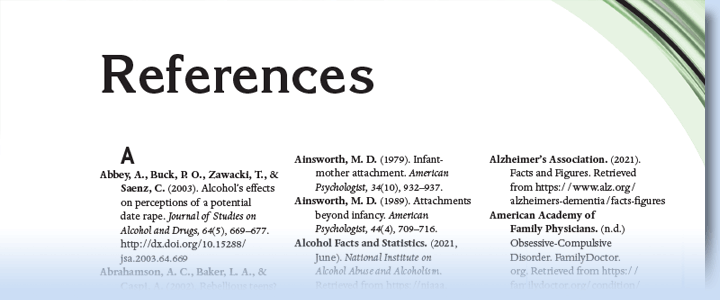 References
A
Abbey, A., Buck, P. O., Zawacki, T., &
Saenz, C. (2003). Alcohol's effects
on perceptions of a potential
date rape. Journal of Studies on
Alcohol and Drugs, 64(5), 669–677.
http://dx.doi.org/10.15288/
jsa.2003.64.669
Abrahamson, A. C., Baker, L. A., &
Ainsworth, M. D. (1979). Infant-
mother attachment. American
Psychologist, 34(10), 932–937.
Ainsworth, M. D. (1989). Attachments
beyond infancy. American
Psychologist, 44(4), 709–716.
Alcohol Facts and Statistics. (2021,
June). National Institute on
Alcohol Abuse and Alcoholism.
Alzheimer's Association. (2021).
Facts and Figures. Retrieved
from https://www.alz.org/
alzheimers-dementia/facts-figures
American Academy of
Family Physicians. (n.d.)
Obsessive-Compulsive
Disorder. FamilyDoctor.
org. Retrieved from https://